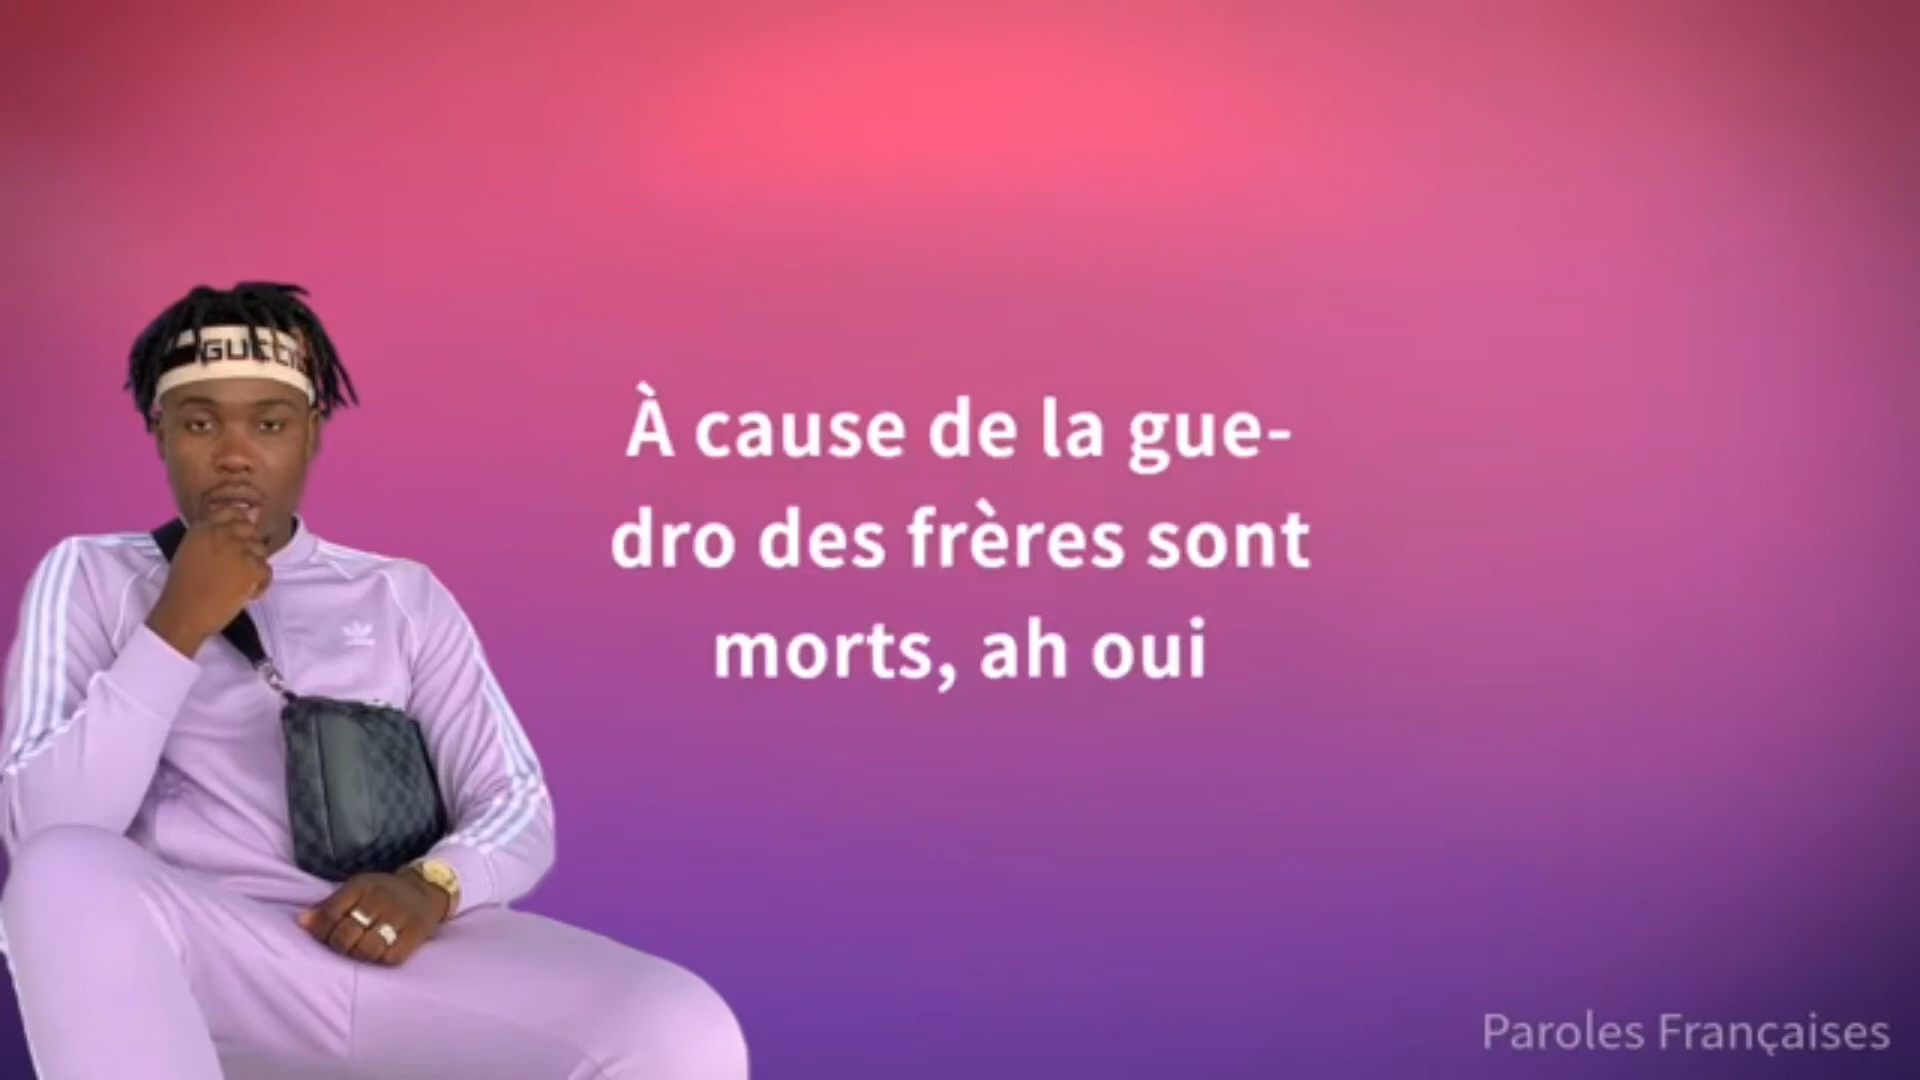 GUCCI
À cause de la gue-
dro des frères sont
morts, ah oui
Paroles Françaises